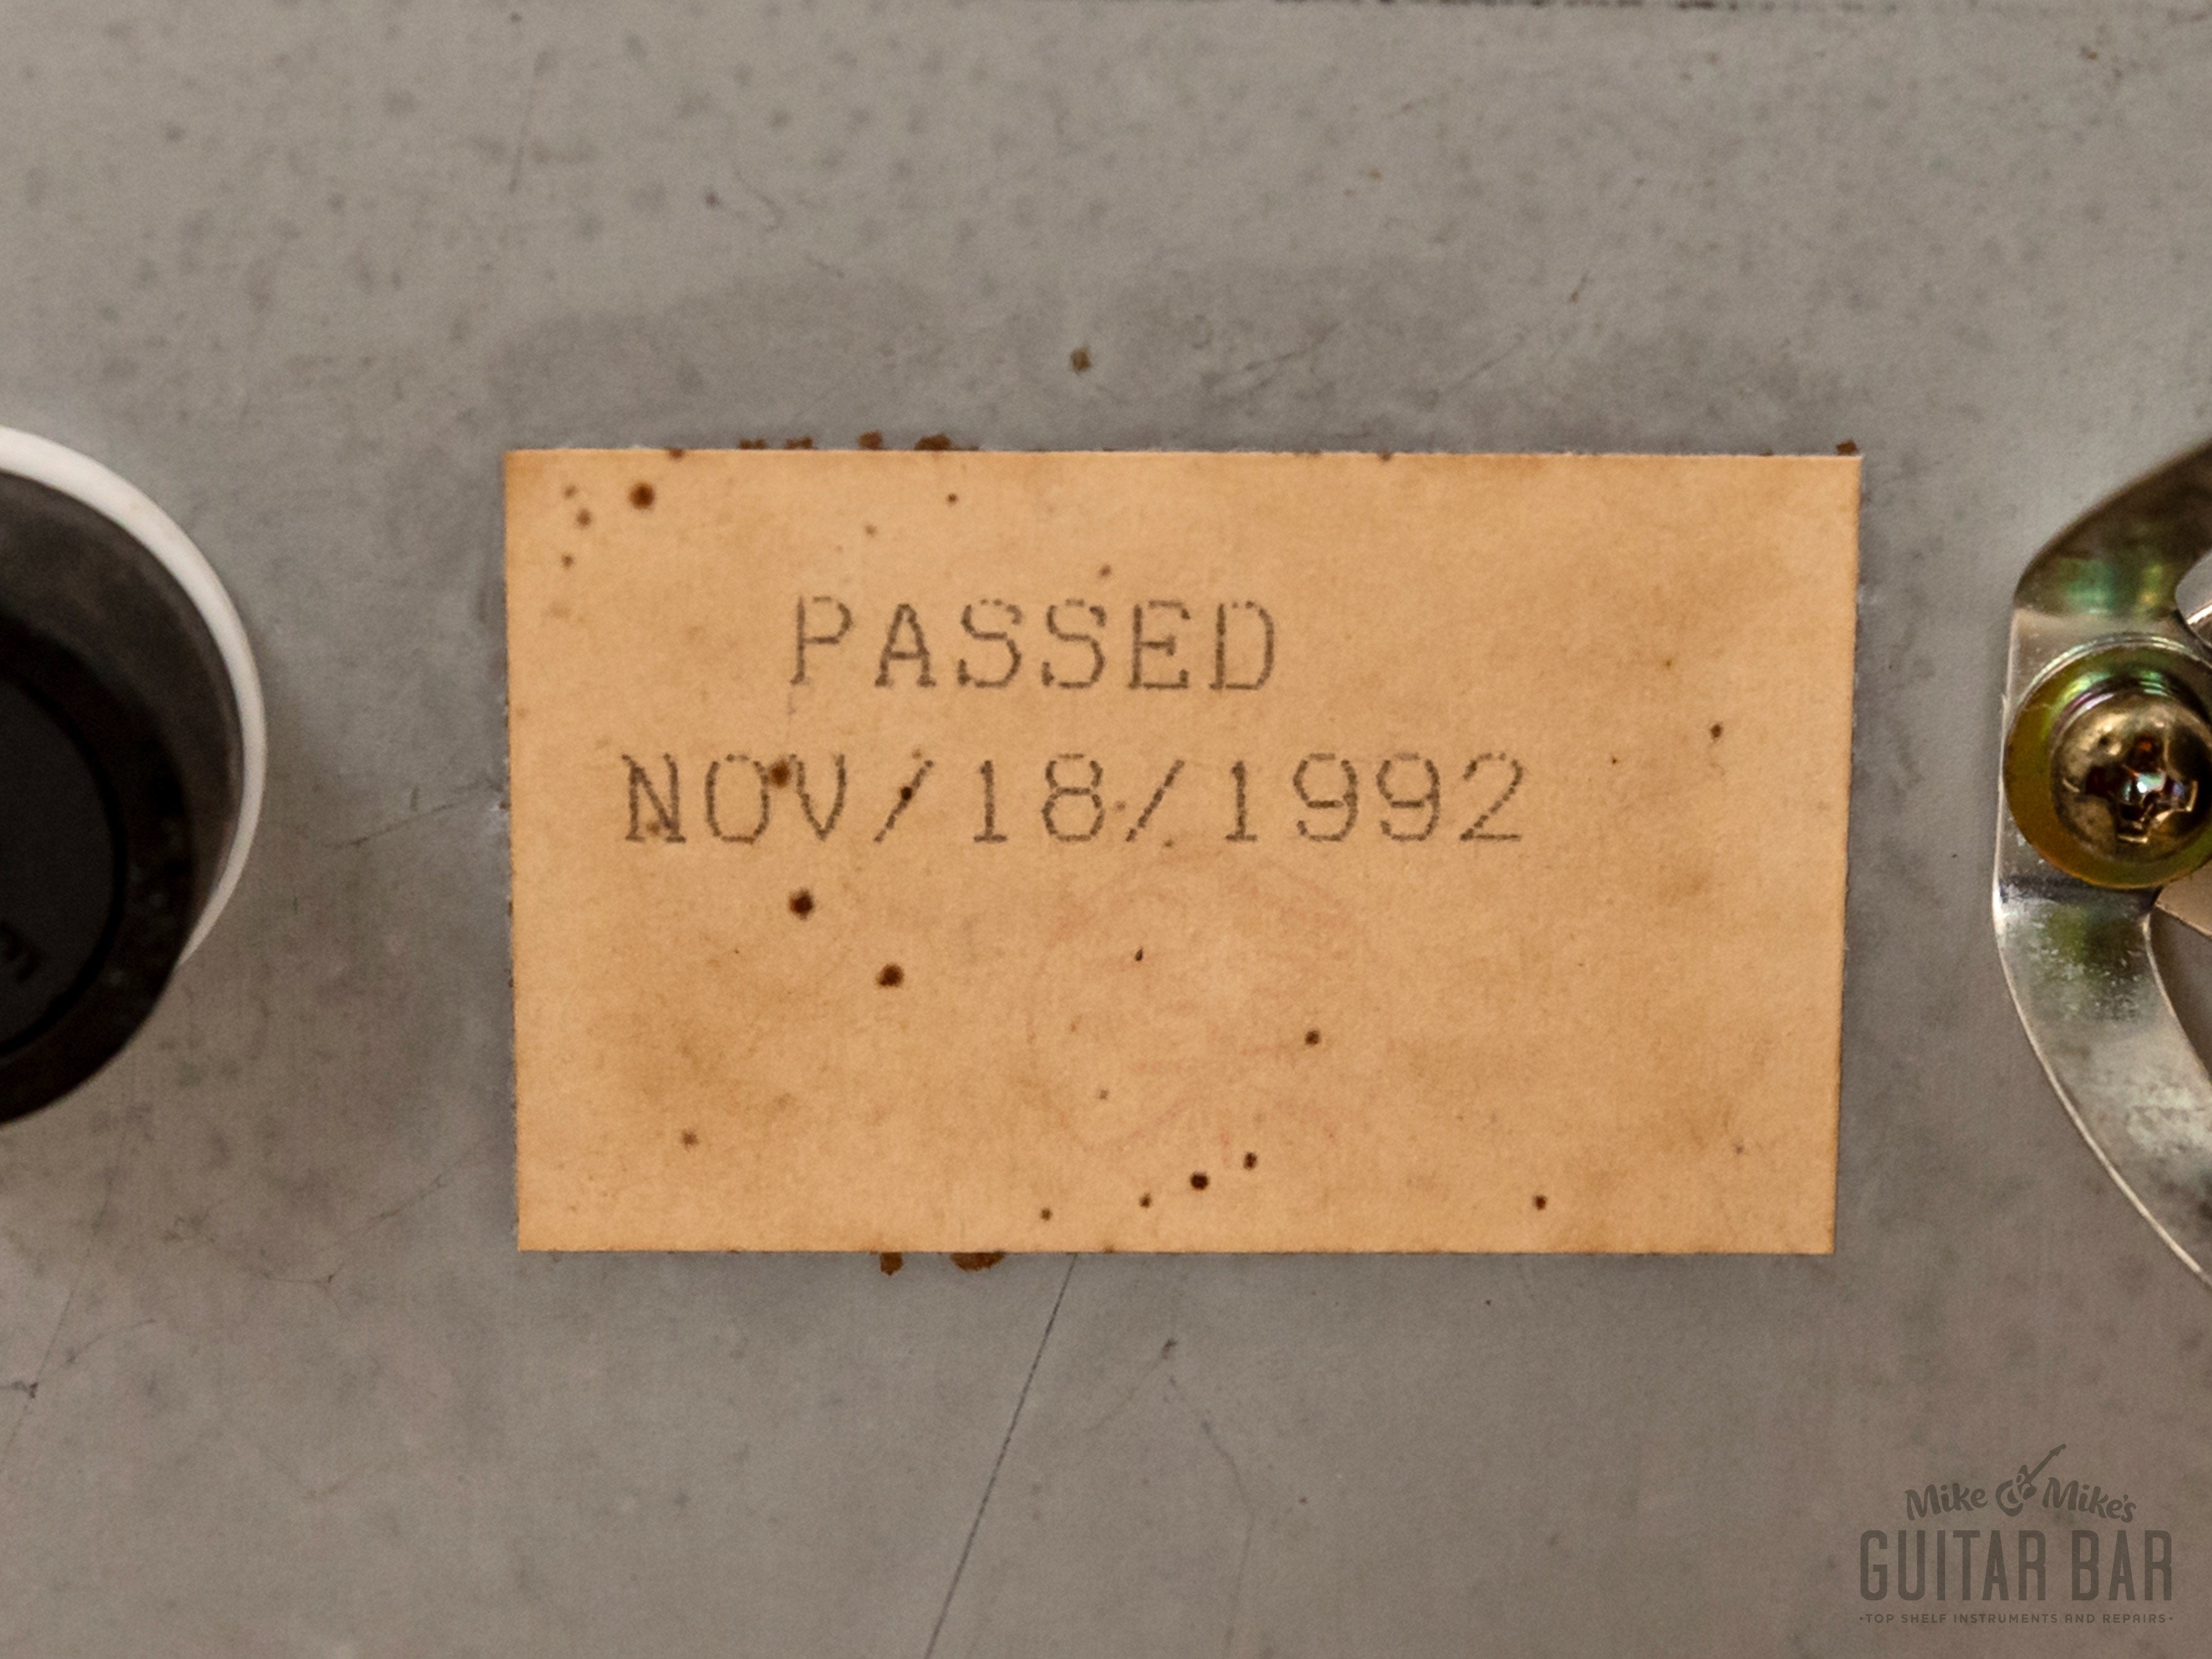 PASSED
NOV/18/1992
Mike & Mike's
GUITAR BAR
•TOP SHELF INSTRUMENTS AND REPAIRS•